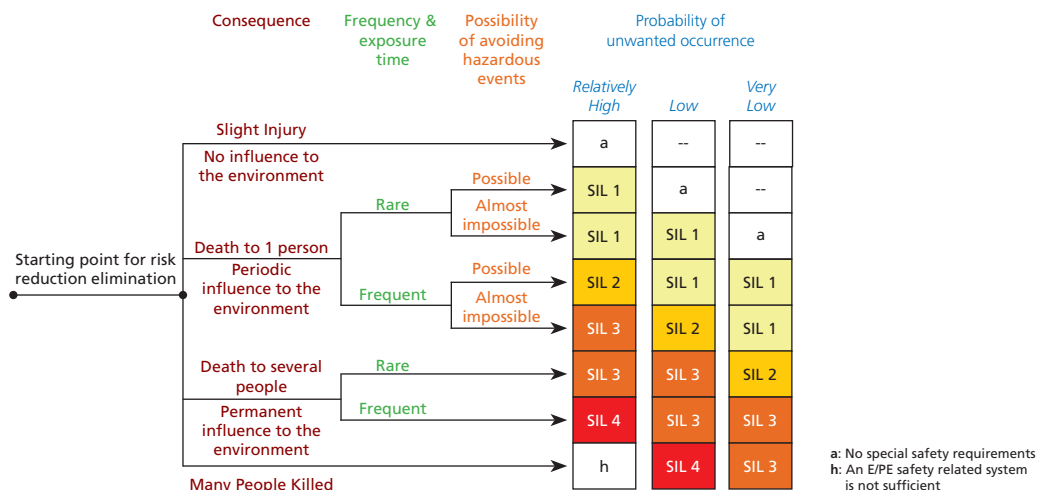 Consequence
Frequency &
exposure
time
Possibility
of avoiding
hazardous
events
Probability of
unwanted occurrence
Relatively
High
Low
Very
Low
Slight Injury
No influence to
the environment
a
--
--
Rare
Possible
SIL 1
a
--
Almost
impossible
SIL 1
SIL 1
a
Death to 1 person
Periodic
influence to the
environment
Starting point for risk
reduction elimination
Frequent
Possible
SIL 2
SIL 1
SIL 1
Almost
impossible
SIL 3
SIL 2
SIL 1
Death to several
people
Rare
SIL 3
SIL 3
SIL 2
Permanent
influence to the
environment
Frequent
SIL 4
SIL 3
SIL 3
Many People Killed
h
SIL 4
SIL 3
a: No special safety requirements
h: An E/PE safety related system
is not sufficient